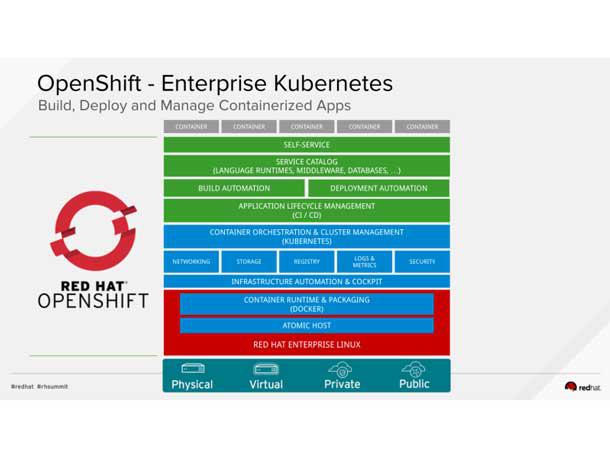 OpenShift - Enterprise Kubernetes
Build, Deploy and Manage Containerized Apps
CONTAINER CONTAINER CONTAINER CONTAINER CONTAINER
SELF-SERVICE
SERVICE CATALOG
(LANGUAGE RUNTIMES, MIDDLEWARE, DATABASES, ...)
BUILD AUTOMATION DEPLOYMENT AUTOMATION
APPLICATION LIFECYCLE MANAGEMENT
(CI / CD)
CONTAINER ORCHESTRATION & CLUSTER MANAGEMENT
(KUBERNETES)
NETWORKING STORAGE REGISTRY LOGS &
METRICS SECURITY
INFRASTRUCTURE AUTOMATION & COCKPIT
CONTAINER RUNTIME & PACKAGING
(DOCKER)
ATOMIC HOST
RED HAT ENTERPRISE LINUX
Physical Virtual Private Public
RED HAT®
OPENSHIFT
#redhat #rhsummit
redhat.